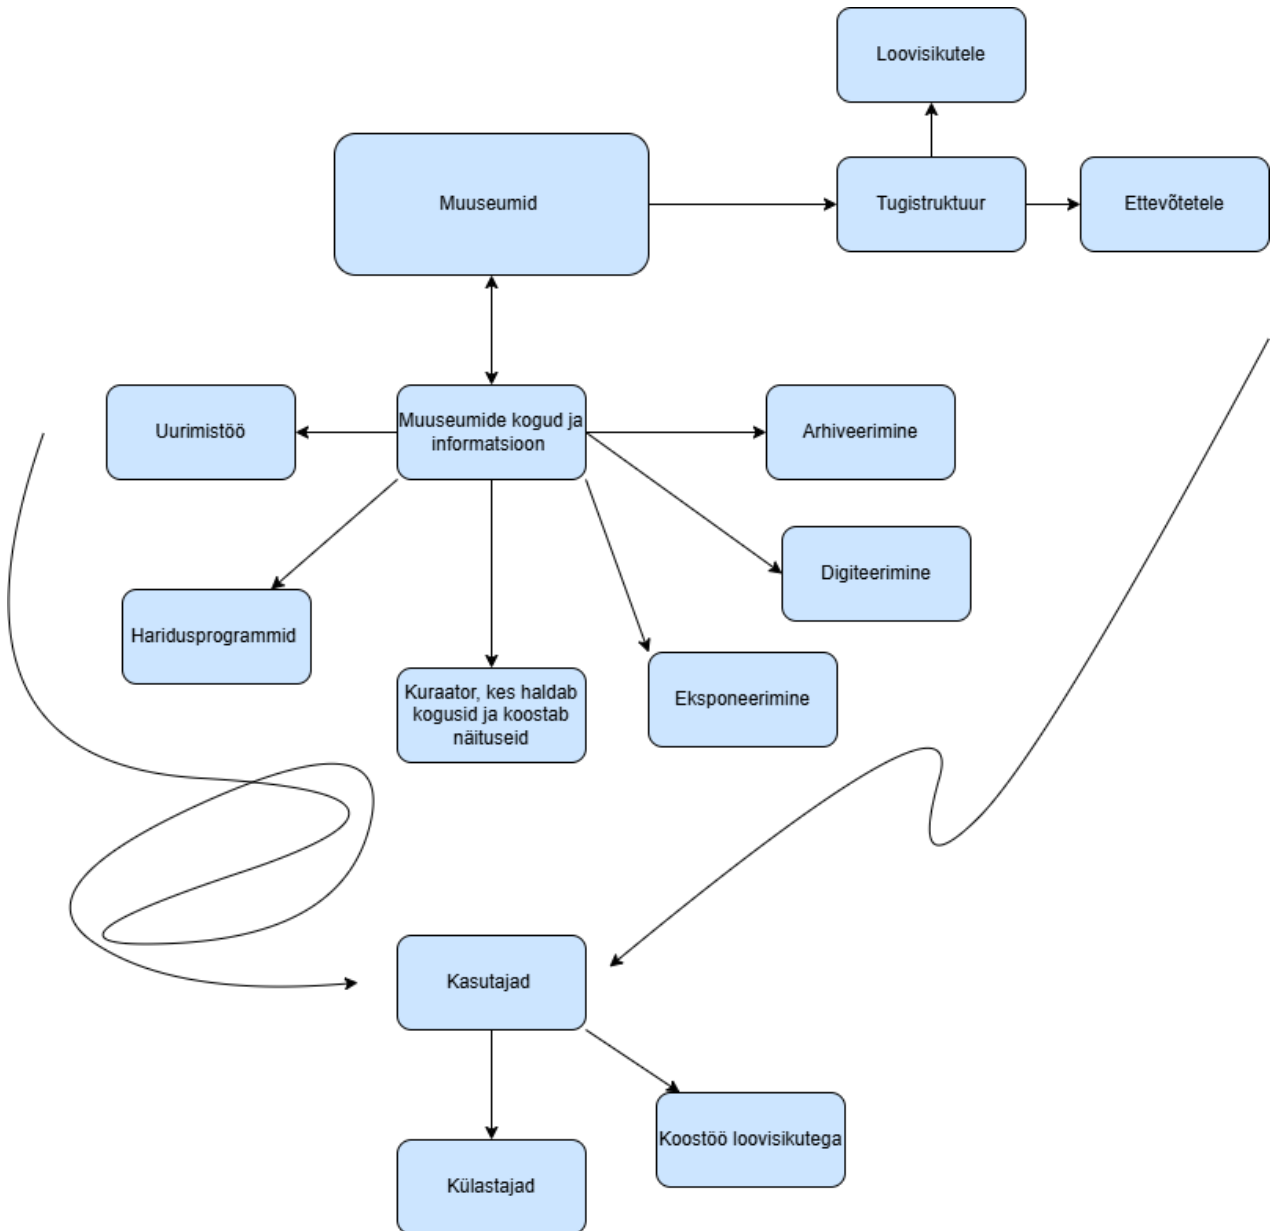 Loovisikutele
Muuseumid
Tugistruktuur
Ettevõtetele
Uurimistöö
Muuseumide kogud ja
informatsioon
Arhiveerimine
Digiteerimine
Haridusprogrammid
Kuraator, kes haldab
kogusid ja koostab
näituseid
Eksponeerimine
Kasutajad
Koostöö loovisikutega
Külastajad